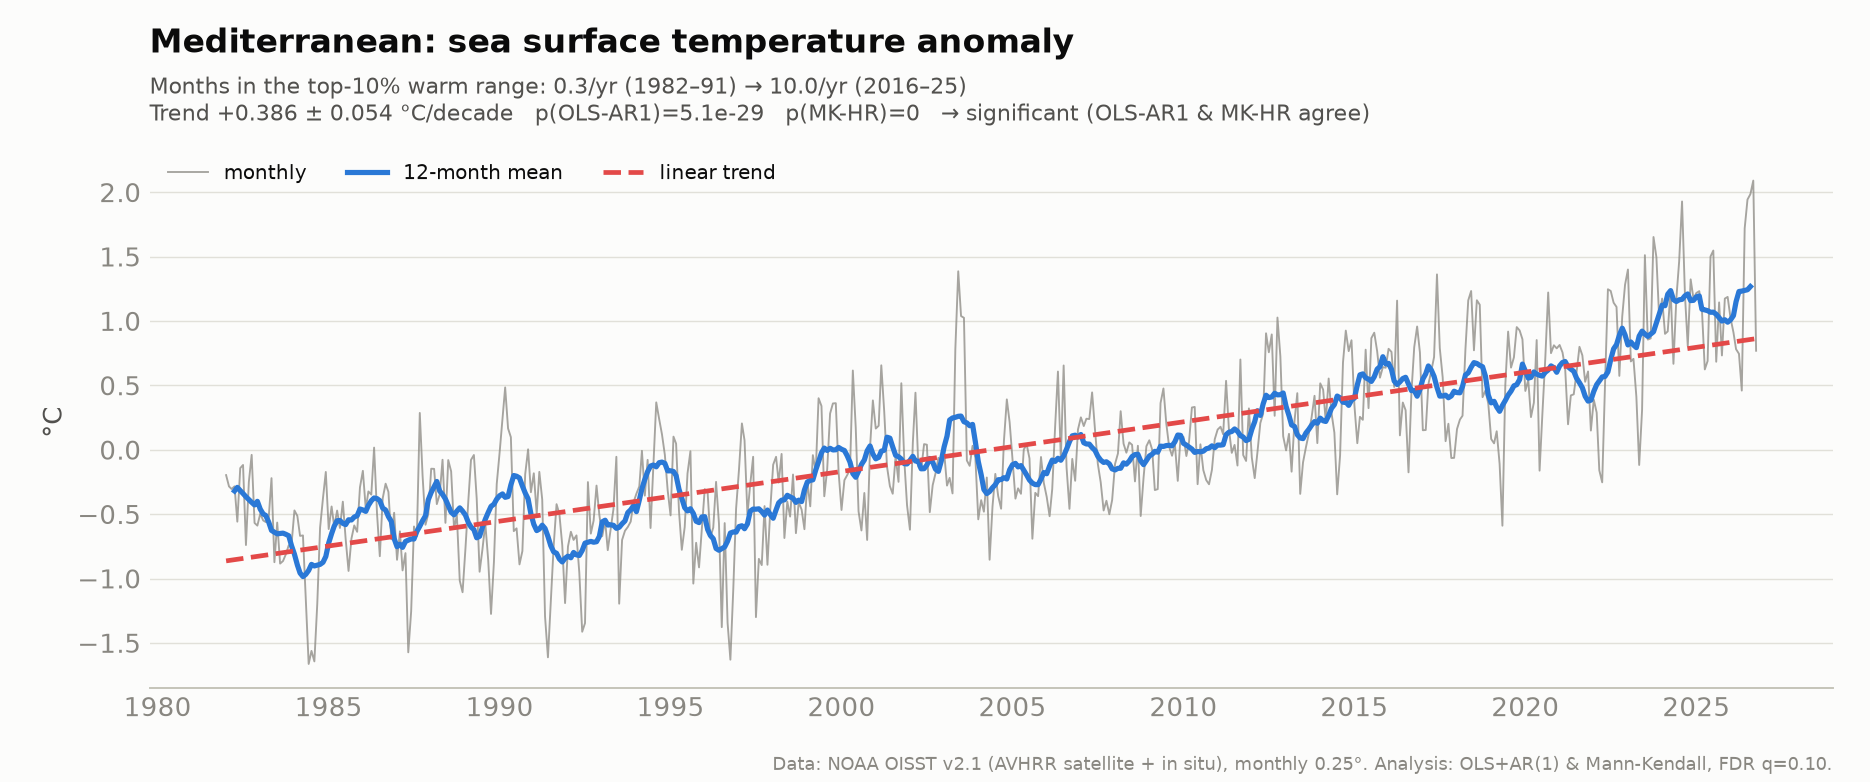 Mediterranean: sea surface temperature anomaly
Months in the top-10% warm range: 0.3/yr (1982–91) → 10.0/yr (2016–25)
Trend +0.386 ± 0.054 °C/decade   p(OLS-AR1)=5.1e-29   p(MK-HR)=0   → significant (OLS-AR1 & MK-HR agree)
monthly   12-month mean   linear trend
2.0
1.5
1.0
0.5
0.0
−0.5
−1.0
−1.5
°C
1980 1985 1990 1995 2000 2005 2010 2015 2020 2025
Data: NOAA OISST v2.1 (AVHRR satellite + in situ), monthly 0.25°. Analysis: OLS+AR(1) & Mann-Kendall, FDR q=0.10.